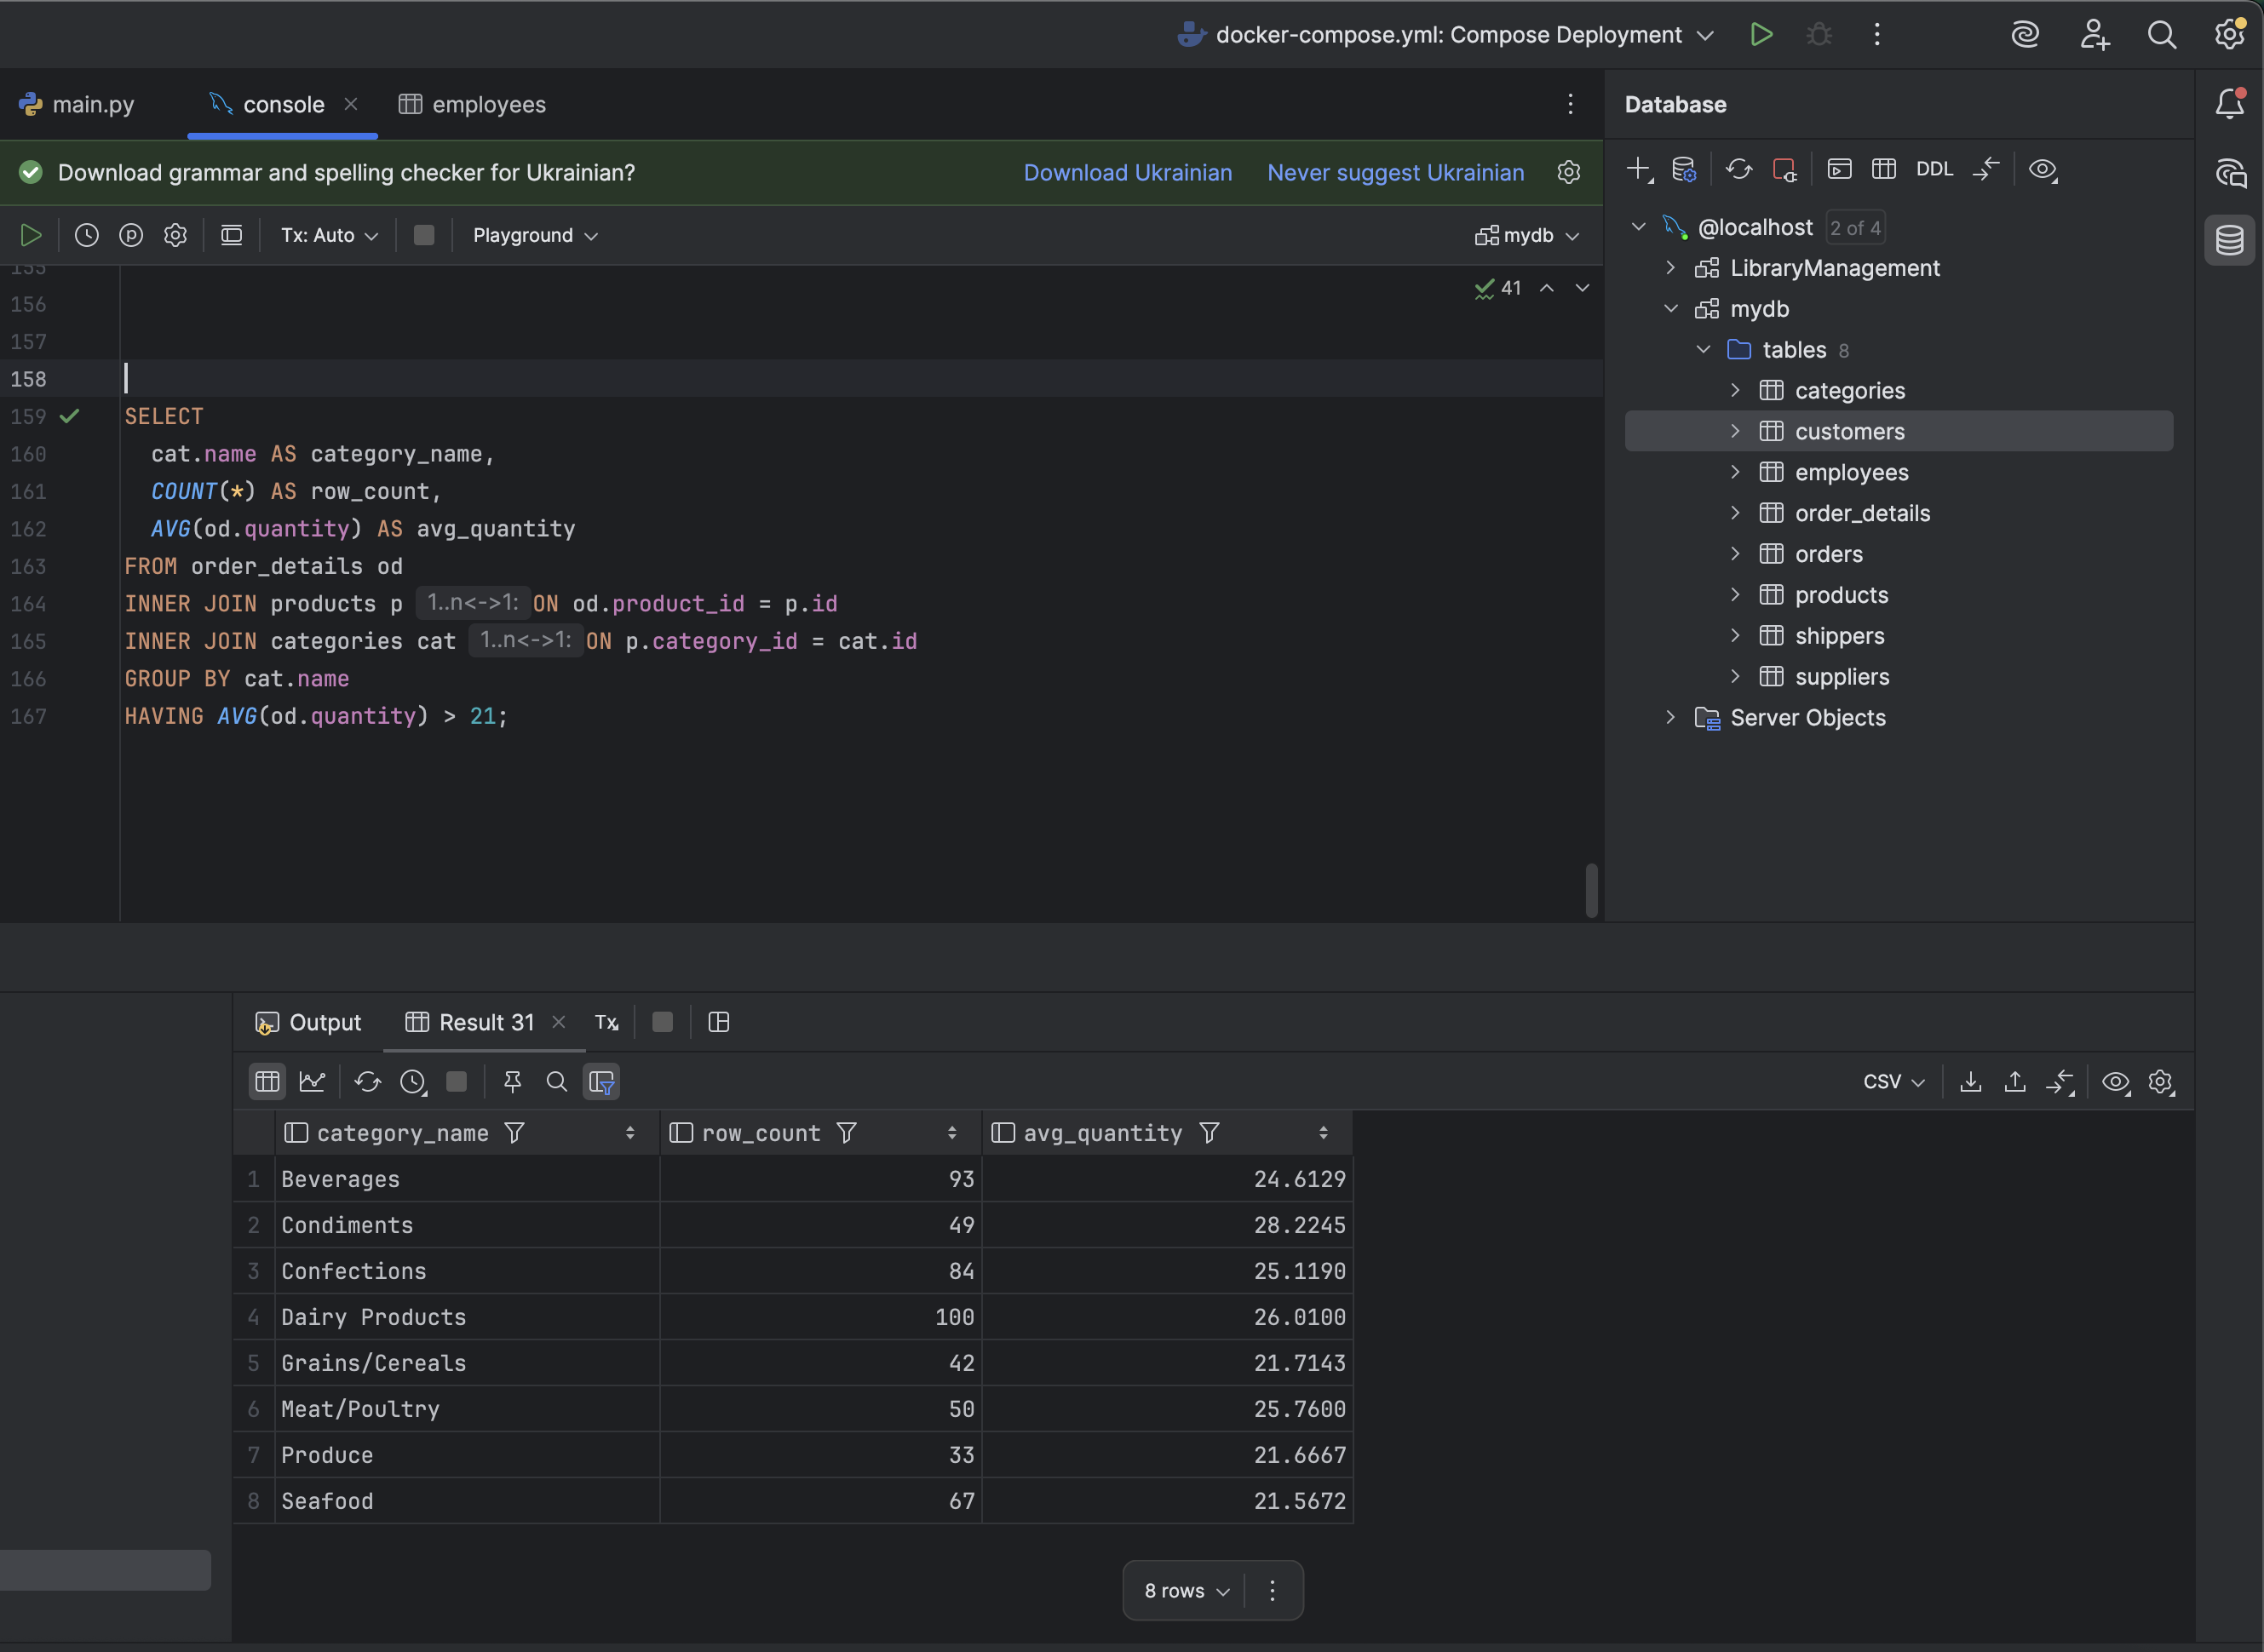 docker-compose.yml: Compose Deployment
main.py
console
employees
Database
Download grammar and spelling checker for Ukrainian?
Download Ukrainian
Never suggest Ukrainian
DDL
Tx: Auto
Playground
mydb
@localhost 2 of 4
LibraryManagement
mydb
tables 8
categories
customers
employees
order_details
orders
products
shippers
suppliers
Server Objects
41
155
156
157
158
159 SELECT
160 cat.name AS category_name,
161 COUNT(*) AS row_count,
162 AVG(od.quantity) AS avg_quantity
163 FROM order_details od
164 INNER JOIN products p 1..n<->1: ON od.product_id = p.id
165 INNER JOIN categories cat 1..n<->1: ON p.category_id = cat.id
166 GROUP BY cat.name
167 HAVING AVG(od.quantity) > 21;
Output
Result 31
Tx
CSV
category_name row_count avg_quantity
1 Beverages 93 24.6129
2 Condiments 49 28.2245
3 Confections 84 25.1190
4 Dairy Products 100 26.0100
5 Grains/Cereals 42 21.7143
6 Meat/Poultry 50 25.7600
7 Produce 33 21.6667
8 Seafood 67 21.5672
8 rows